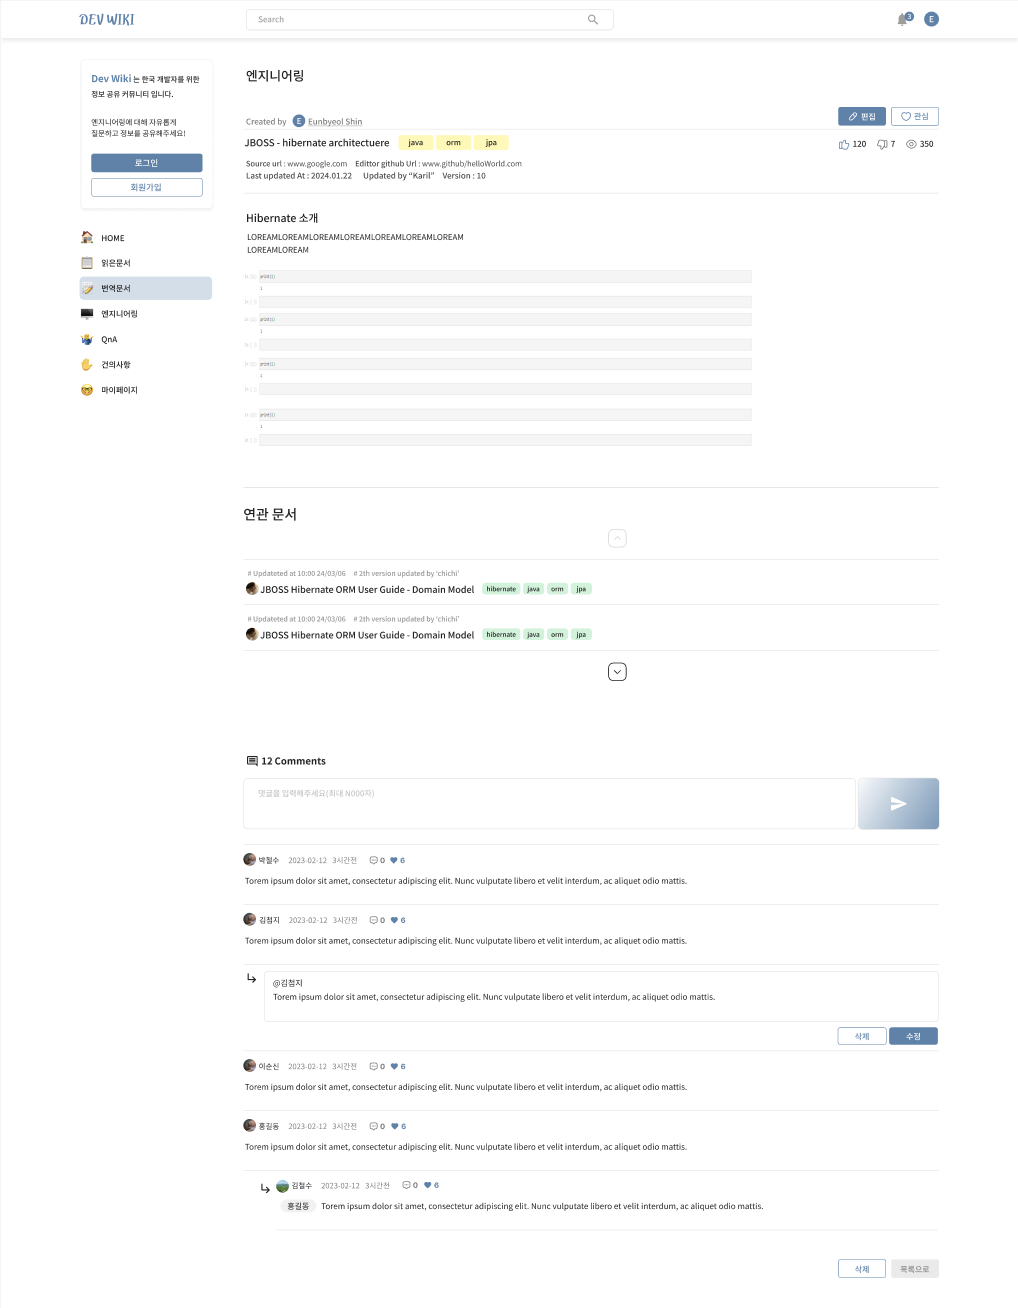 DEV WIKI
Search
3
E
Dev Wiki 는 한국 개발자를 위한
정보 공유 커뮤니티 입니다.
엔지니어링에 대해 자유롭게
질문하고 정보를 공유해주세요!
로그인
회원가입
HOME
읽은문서
번역문서
엔지니어링
QnA
건의사항
마이페이지
엔지니어링
Created by E Eunbyeol Shin
편집
관심
JBOSS - hibernate architectuere java orm jpa
120 7 350
Source url : www.google.com Edittor github Url : www.github/helloWorld.com
Last updated At : 2024.01.22 Updated by “Karil” Version : 10
Hibernate 소개
LOREAMLOREAMLOREAMLOREAMLOREAMLOREAMLOREAM
LOREAMLOREAM
print(1)
1
print(1)
1
print(1)
1
print(1)
1
연관 문서
# Updateted at 10:00 24/03/06 # 2th version updated by ‘chichi’
JBOSS Hibernate ORM User Guide - Domain Model hibernate java orm jpa
# Updateted at 10:00 24/03/06 # 2th version updated by ‘chichi’
JBOSS Hibernate ORM User Guide - Domain Model hibernate java orm jpa
12 Comments
댓글을 입력해주세요(최대 N000자)
박철수 2023-02-12 3시간전 0 6
Torem ipsum dolor sit amet, consectetur adipiscing elit. Nunc vulputate libero et velit interdum, ac aliquet odio mattis.
김첨지 2023-02-12 3시간전 0 6
Torem ipsum dolor sit amet, consectetur adipiscing elit. Nunc vulputate libero et velit interdum, ac aliquet odio mattis.
@김첨지
Torem ipsum dolor sit amet, consectetur adipiscing elit. Nunc vulputate libero et velit interdum, ac aliquet odio mattis.
삭제
수정
이순신 2023-02-12 3시간전 0 6
Torem ipsum dolor sit amet, consectetur adipiscing elit. Nunc vulputate libero et velit interdum, ac aliquet odio mattis.
홍길동 2023-02-12 3시간전 0 6
Torem ipsum dolor sit amet, consectetur adipiscing elit. Nunc vulputate libero et velit interdum, ac aliquet odio mattis.
김철수 2023-02-12 3시간전 0 6
홍길동 Torem ipsum dolor sit amet, consectetur adipiscing elit. Nunc vulputate libero et velit interdum, ac aliquet odio mattis.
삭제
목록으로